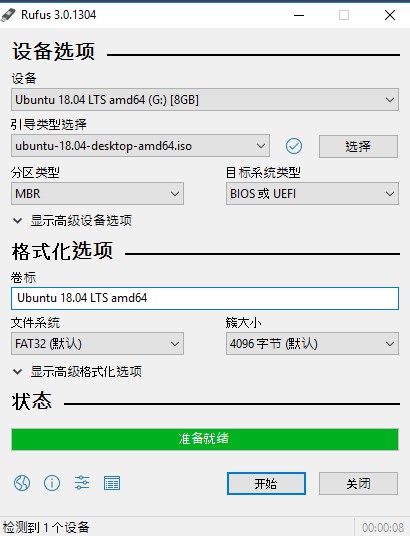 Rufus 3.0.1304
设备选项
设备
Ubuntu 18.04 LTS amd64 (G:) [8GB]
引导类型选择
ubuntu-18.04-desktop-amd64.iso
选择
分区类型
目标系统类型
MBR
BIOS 或 UEFI
显示高级设备选项
格式化选项
卷标
Ubuntu 18.04 LTS amd64
文件系统
簇大小
FAT32 (默认)
4096 字节 (默认)
显示高级格式化选项
状态
准备就绪
开始
关闭
检测到 1 个设备
00:00:08